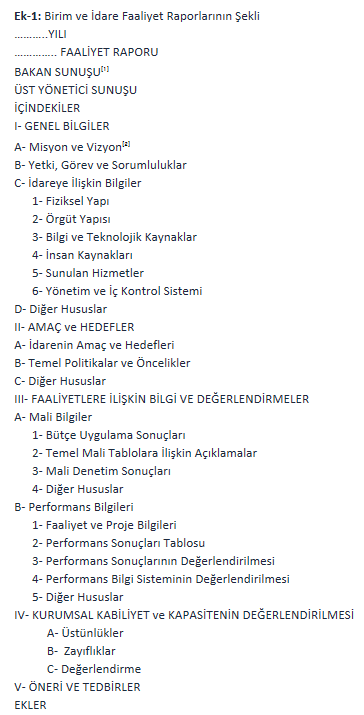 Ek-1: Birim ve İdare Faaliyet Raporlarının Şekli
...........YILI
.............. FAALİYET RAPORU
BAKAN SUNUŞU[1]
ÜST YÖNETİCİ SUNUŞU
İÇİNDEKİLER
I- GENEL BİLGİLER
A- Misyon ve Vizyon[2]
B- Yetki, Görev ve Sorumluluklar
C- İdareye İlişkin Bilgiler
1- Fiziksel Yapı
2- Örgüt Yapısı
3- Bilgi ve Teknolojik Kaynaklar
4- İnsan Kaynakları
5- Sunulan Hizmetler
6- Yönetim ve İç Kontrol Sistemi
D- Diğer Hususlar
II- AMAÇ ve HEDEFLER
A- İdarenin Amaç ve Hedefleri
B- Temel Politikalar ve Öncelikler
C- Diğer Hususlar
III- FAALİYETLERE İLİŞKİN BİLGİ VE DEĞERLENDİRMELER
A- Mali Bilgiler
1- Bütçe Uygulama Sonuçları
2- Temel Mali Tablolara İlişkin Açıklamalar
3- Mali Denetim Sonuçları
4- Diğer Hususlar
B- Performans Bilgileri
1- Faaliyet ve Proje Bilgileri
2- Performans Sonuçları Tablosu
3- Performans Sonuçlarının Değerlendirilmesi
4- Performans Bilgi Sisteminin Değerlendirilmesi
5- Diğer Hususlar
IV- KURUMSAL KABİLİYET ve KAPASİTENİN DEĞERLENDİRİLMESİ
A- Üstünlükler
B- Zayıflıklar
C- Değerlendirme
V- ÖNERİ VE TEDBİRLER
EKLER